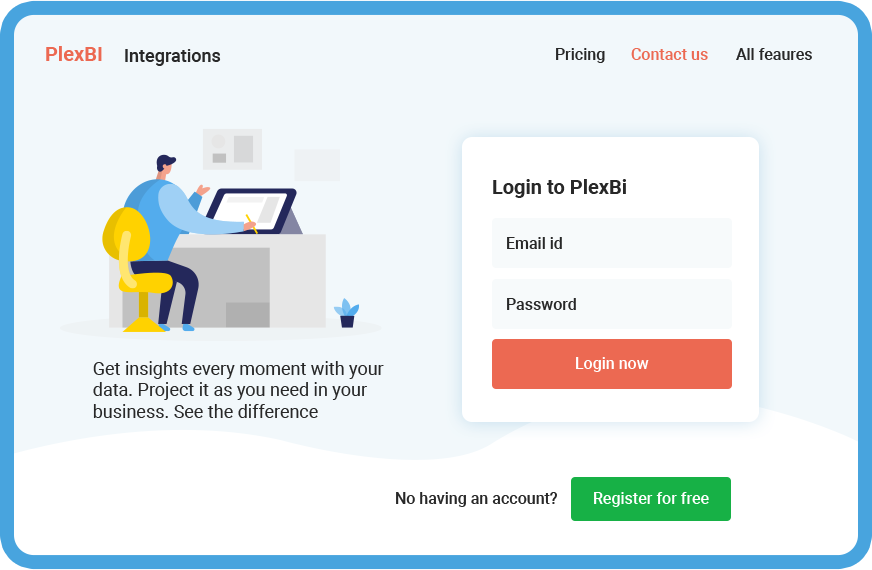 PlexBI
Integrations
Pricing
Contact us
All feaures
Login to PlexBi
Email id
Password
Login now
Get insights every moment with your
data. Project it as you need in your
business. See the difference
No having an account?
Register for free